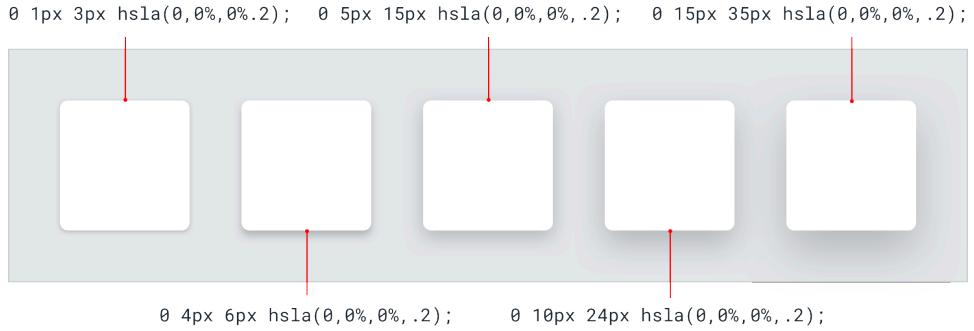 0 1px 3px hsla(0,0%,0%.2);
0 5px 15px hsla(0,0%,0%,.2);
0 15px 35px hsla(0,0%,0%,.2);
0 4px 6px hsla(0,0%,0%,.2);
0 10px 24px hsla(0,0%,0%,.2);